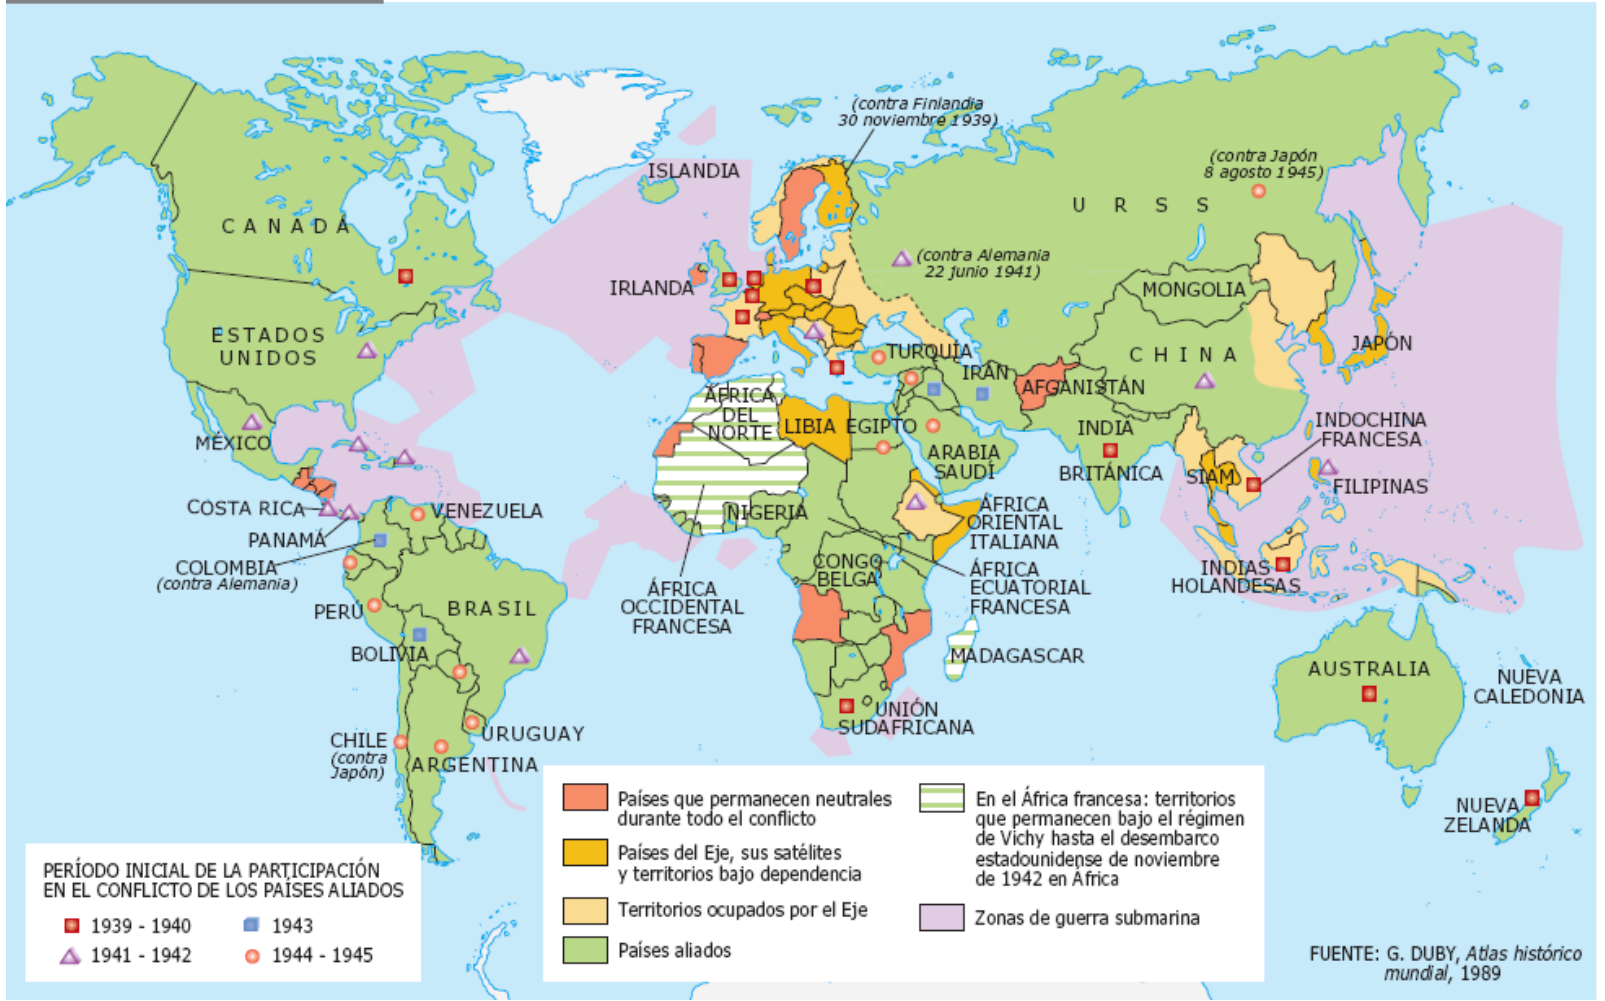 (contra Finlandia
30 noviembre 1939)
ISLANDIA
(contra Japón
8 agosto 1945)
URSS
CANADÁ
(contra Alemania
22 junio 1941)
IRLANDA
MONGOLIA
ESTADOS
UNIDOS
TURQUÍA
JAPÓN
CHINA
IRÁN
AFGANISTÁN
ÁFRICA
DEL
NORTE
LIBIA
EGIPTO
MÉXICO
INDIA
BRITÁNICA
INDOCHINA
FRANCESA
ARABIA
SAUDÍ
SIAM
FILIPINAS
COSTA RICA
VENEZUELA
NIGERIA
ÁFRICA
ORIENTAL
ITALIANA
PANAMÁ
COLOMBIA
(contra Alemania)
CONGO
BELGA
ÁFRICA
ECUATORIAL
FRANCESA
INDIAS
HOLANDESAS
ÁFRICA
OCCIDENTAL
FRANCESA
PERÚ
BRASIL
BOLIVIA
MADAGASCAR
AUSTRALIA
NUEVA
CALEDONIA
UNIÓN
SUDAFRICANA
CHILE
(contra
Japón)
URUGUAY
ARGENTINA
NUEVA
ZELANDA
PERÍODO INICIAL DE LA PARTICIPACIÓN
EN EL CONFLICTO DE LOS PAÍSES ALIADOS
1939 - 1940
1943
1941 - 1942
1944 - 1945
Países que permanecen neutrales
durante todo el conflicto
Países del Eje, sus satélites
y territorios bajo dependencia
Territorios ocupados por el Eje
Países aliados
En el África francesa: territorios
que permanecen bajo el régimen
de Vichy hasta el desembarco
estadounidense de noviembre
de 1942 en África
Zonas de guerra submarina
FUENTE: G. DUBY, Atlas histórico
mundial, 1989